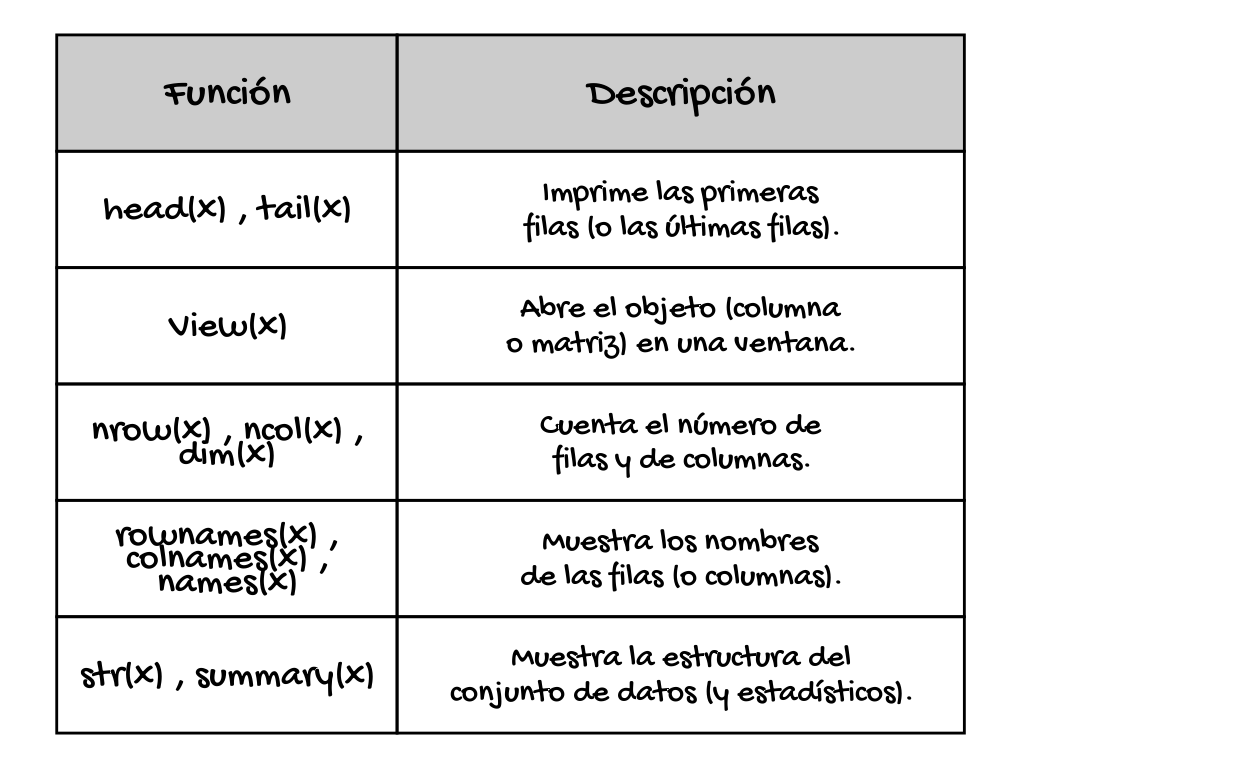 Función
Descripción
head(x) , tail(x)
Imprime las primeras
filas (o las últimas filas).
View(x)
Abre el objeto (columna
o matriz) en una ventana.
nrow(x) , ncol(x) ,
dim(x)
Cuenta el número de
filas y de columnas.
rownames(x) ,
colnames(x) ,
names(x)
Muestra los nombres
de las filas (o columnas).
str(x) , summary(x)
Muestra la estructura del
conjunto de datos (y estadísticos).